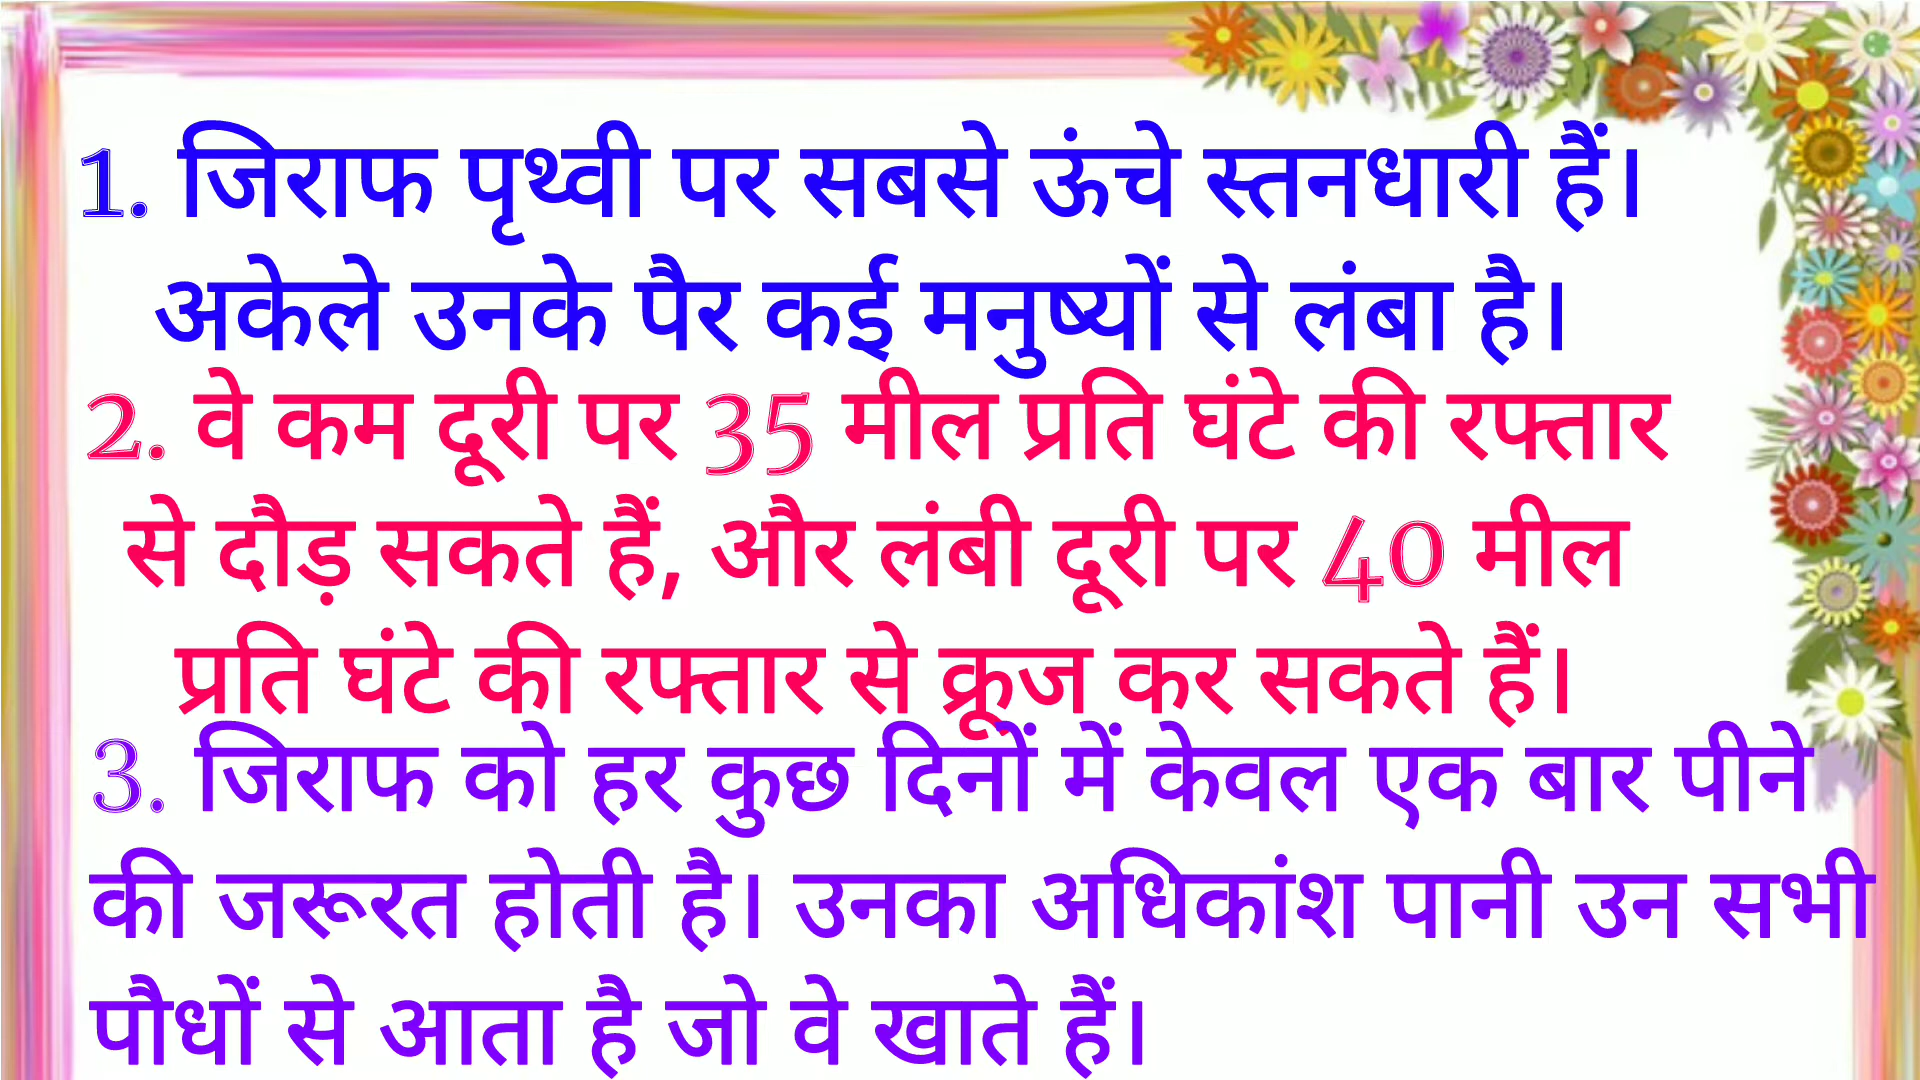 1. जिराफ पृथ्वी पर सबसे ऊंचे स्तनधारी हैं।
अकेले उनके पैर कई मनुष्यों से लंबा है।
2. वे कम दूरी पर 35 मील प्रति घंटे की रफ्तार
से दौड़ सकते हैं, और लंबी दूरी पर 40 मील
प्रति घंटे की रफ्तार से क्रूज कर सकते हैं।
3. जिराफ को हर कुछ दिनों में केवल एक बार पीने
की जरूरत होती है। उनका अधिकांश पानी उन सभी
पौधों से आता है जो वे खाते हैं।